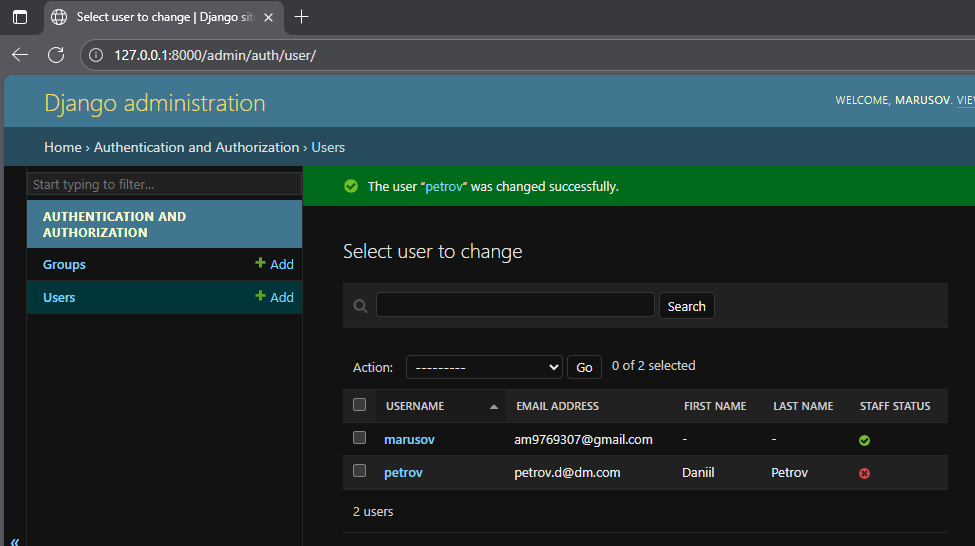 Select user to change | Django sit
127.0.0.1:8000/admin/auth/user/
Django administration
WELCOME, MARUSOV. VIE
Home › Authentication and Authorization › Users
Start typing to filter...
The user “petrov” was changed successfully.
AUTHENTICATION AND
AUTHORIZATION
Groups + Add
Users + Add
Select user to change
Search
Action: --------- Go 0 of 2 selected
USERNAME EMAIL ADDRESS FIRST NAME LAST NAME STAFF STATUS
marusov am9769307@gmail.com - -
petrov petrov.d@dm.com Daniil Petrov
2 users
«